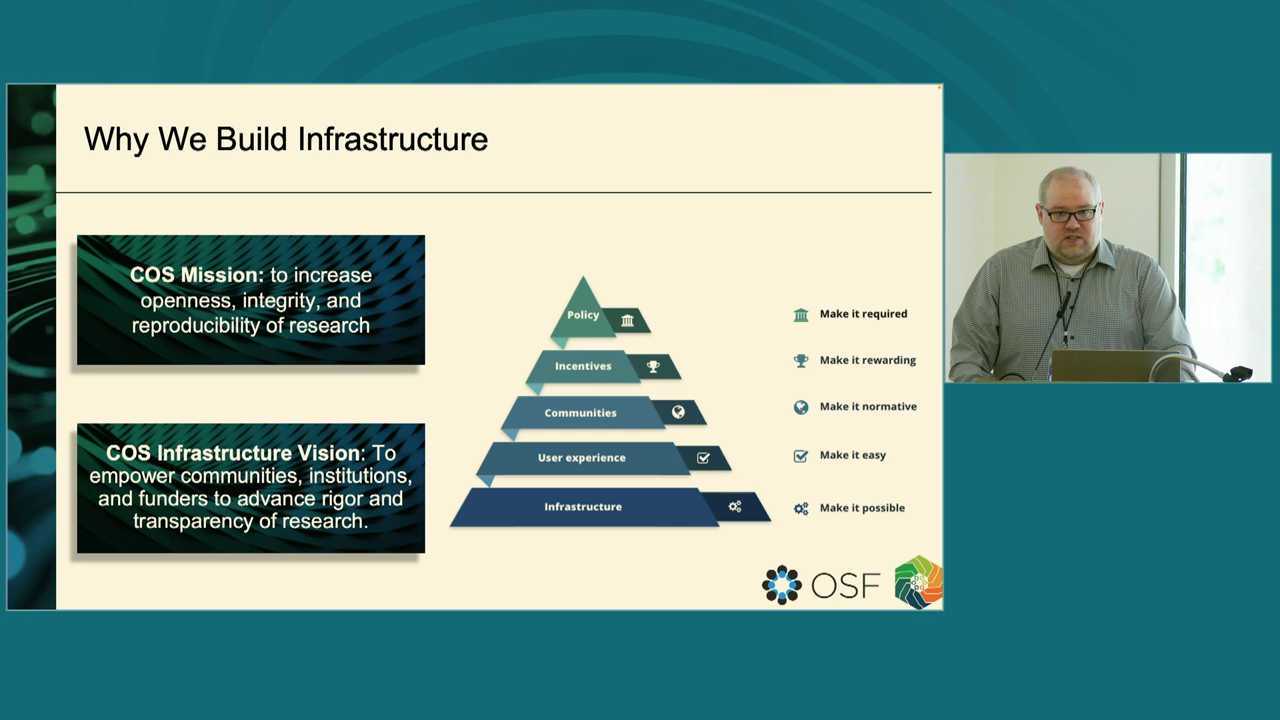 Why We Build Infrastructure
COS Mission: to increase
openness, integrity, and
reproducibility of research
COS Infrastructure Vision: To
empower communities, institutions,
and funders to advance rigor and
transparency of research.
Policy
Incentives
Communities
User experience
Infrastructure
Make it required
Make it rewarding
Make it normative
Make it easy
Make it possible
OSF